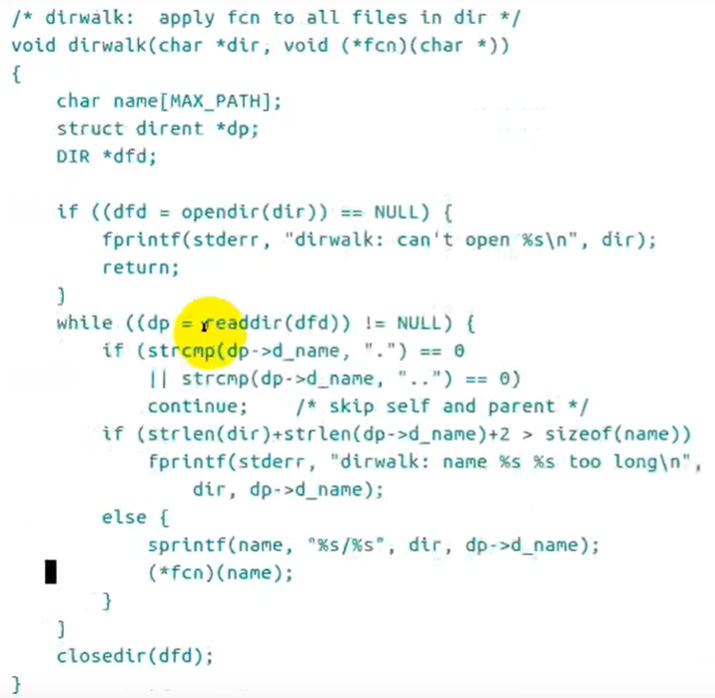 /* dirwalk:  apply fcn to all files in dir */
void dirwalk(char *dir, void (*fcn)(char *))
{
    char name[MAX_PATH];
    struct dirent *dp;
    DIR *dfd;

    if ((dfd = opendir(dir)) == NULL) {
        fprintf(stderr, "dirwalk: can't open %s\n", dir);
        return;
    }
    while ((dp = readdir(dfd)) != NULL) {
        if (strcmp(dp->d_name, ".") == 0
            || strcmp(dp->d_name, "..") == 0)
            continue;    /* skip self and parent */
        if (strlen(dir)+strlen(dp->d_name)+2 > sizeof(name))
            fprintf(stderr, "dirwalk: name %s %s too long\n",
                dir, dp->d_name);
        else {
            sprintf(name, "%s/%s", dir, dp->d_name);
            (*fcn)(name);
        }
    }
    closedir(dfd);
}